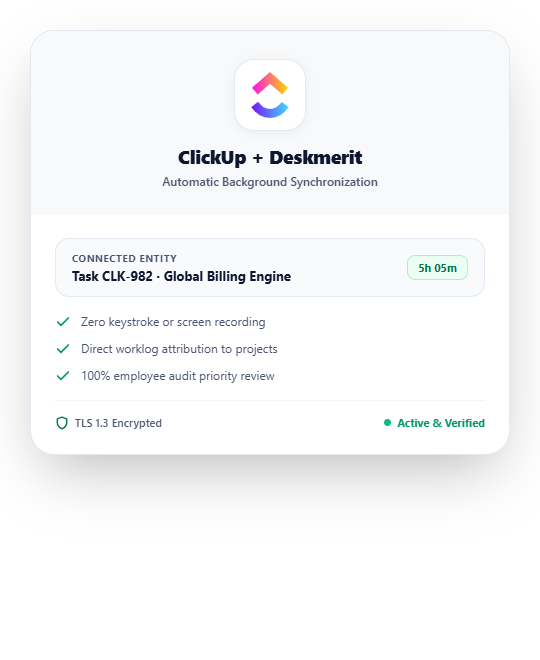 ClickUp + Deskmerit
Automatic Background Synchronization
CONNECTED ENTITY
Task CLK-982 · Global Billing Engine
5h 05m
Zero keystroke or screen recording
Direct worklog attribution to projects
100% employee audit priority review
TLS 1.3 Encrypted
Active & Verified